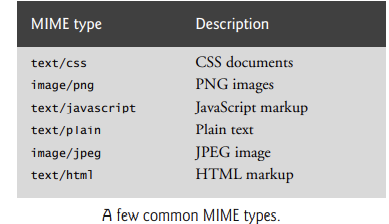 MIME type Description
text/css CSS documents
image/png PNG images
text/javascript JavaScript markup
text/plain Plain text
image/jpeg JPEG image
text/html HTML markup
A few common MIME types.